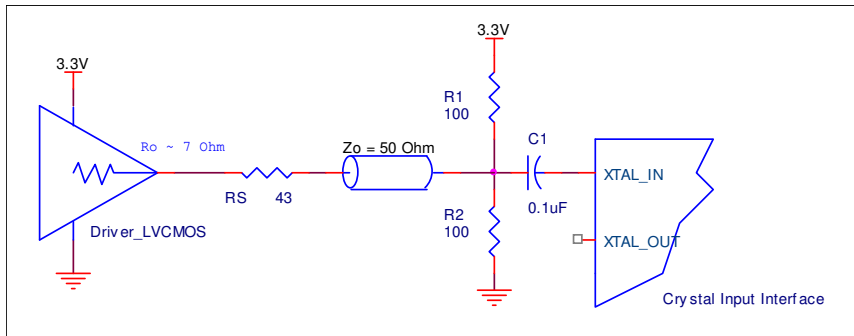 3.3V
3.3V
R1
100
Ro ~ 7 Ohm
Zo = 50 Ohm
C1
XTAL_IN
RS 43
0.1uF
R2
100
Driver_LVCMOS
XTAL_OUT
Crystal Input Interface